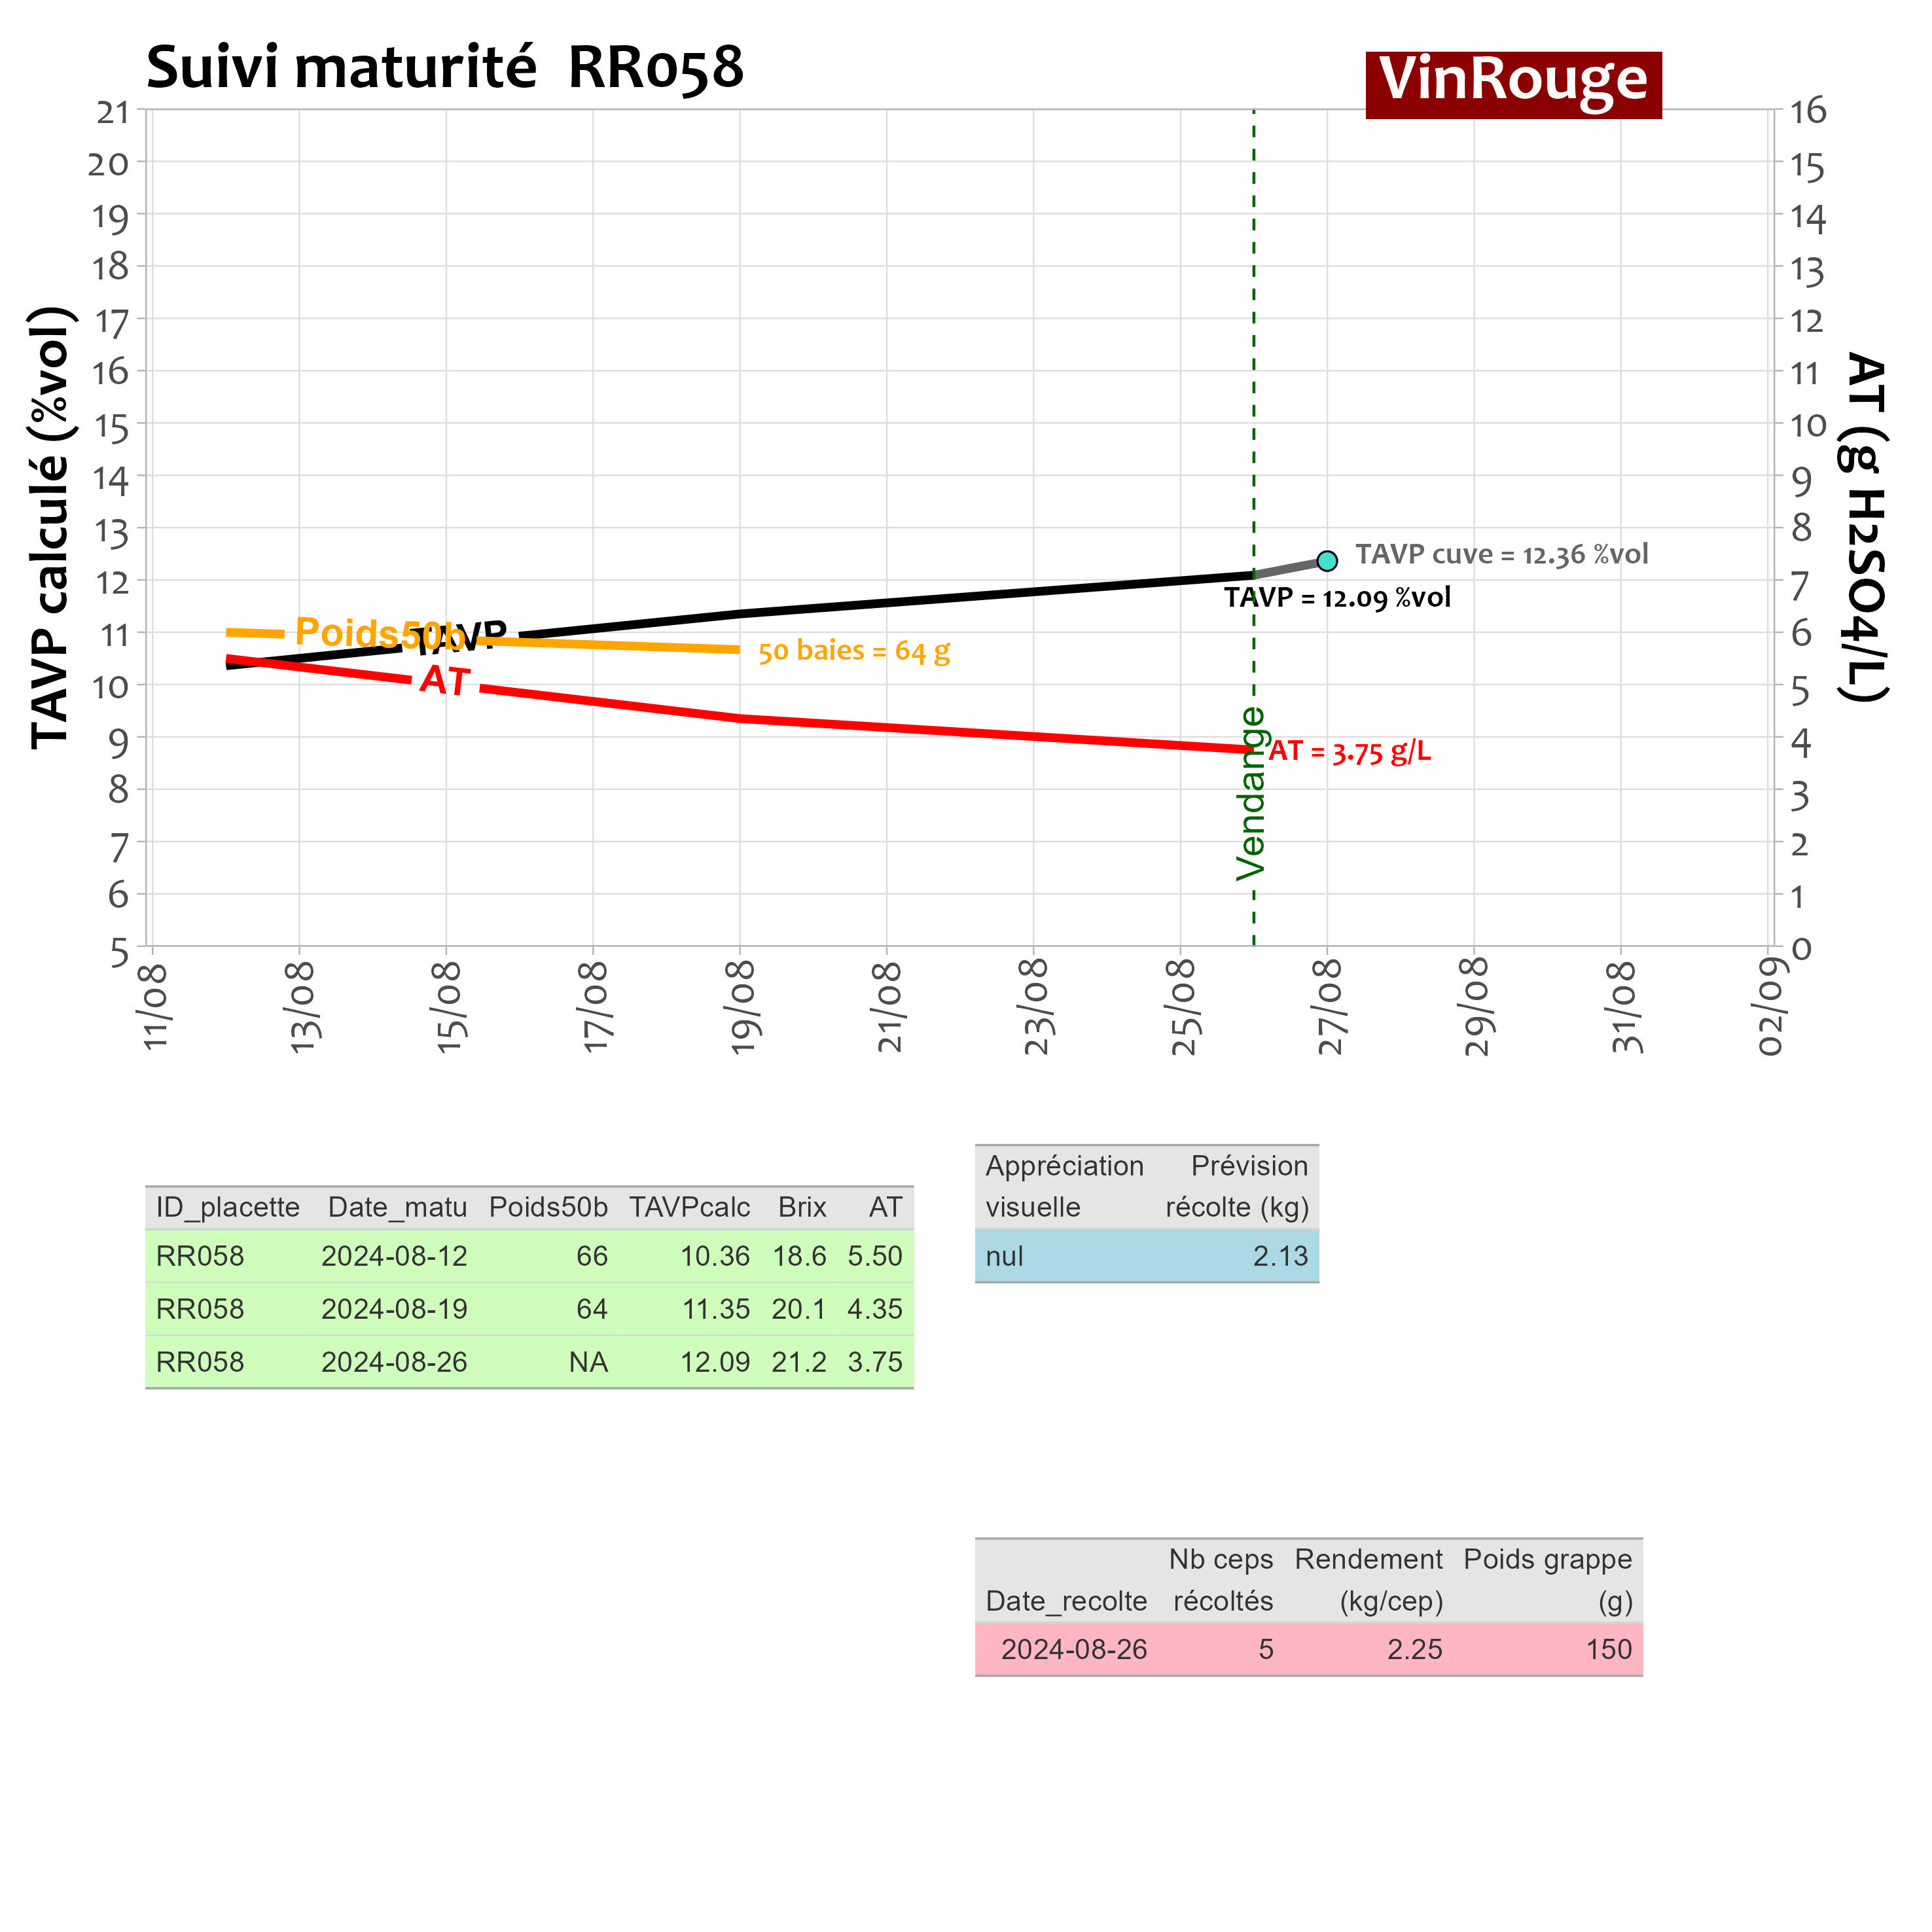 Suivi maturité  RR058
VinRouge
TAVP calculé (%vol)
21
20
19
18
17
16
15
14
13
12
11
10
9
8
7
6
5
16
15
14
13
12
11
10
9
8
7
6
5
4
3
2
1
0
AT (g H2SO4/L)
TAVP cuve = 12.36 %vol
TAVP = 12.09 %vol
Poids50b
TAVP
50 baies = 64 g
AT
AT = 3.75 g/L
Vendange
11/08
13/08
15/08
17/08
19/08
21/08
23/08
25/08
27/08
29/08
31/08
02/09
ID_placette Date_matu Poids50b TAVPcalc Brix AT
RR058 2024-08-12 66 10.36 18.6 5.50
RR058 2024-08-19 64 11.35 20.1 4.35
RR058 2024-08-26 NA 12.09 21.2 3.75
Appréciation Prévision
visuelle récolte (kg)
nul 2.13
Nb ceps Rendement Poids grappe
Date_recolte récoltés (kg/cep) (g)
2024-08-26 5 2.25 150